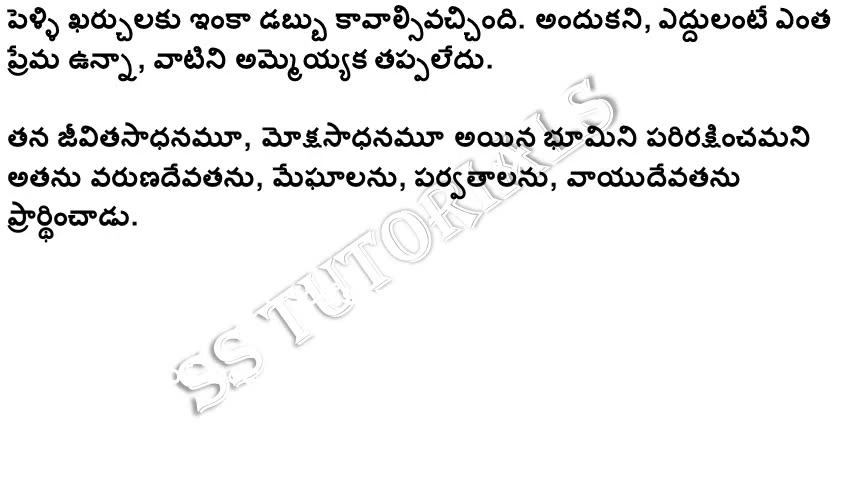 పెళ్ళి ఖర్చులకు ఇంకా డబ్బు కావాల్సివచ్చింది. అందుకని, ఎద్దులంటే ఎంత
ప్రేమ ఉన్నా, వాటిని అమ్మెయ్యక తప్పలేదు.
తన జీవితసాధనమూ, మోక్షసాధనమూ అయిన భూమిని పరిరక్షించమని
అతను వరుణదేవతను, మేఘాలను, పర్వతాలను, వాయుదేవతను
ప్రార్థించాడు.
SS TUTORIALS